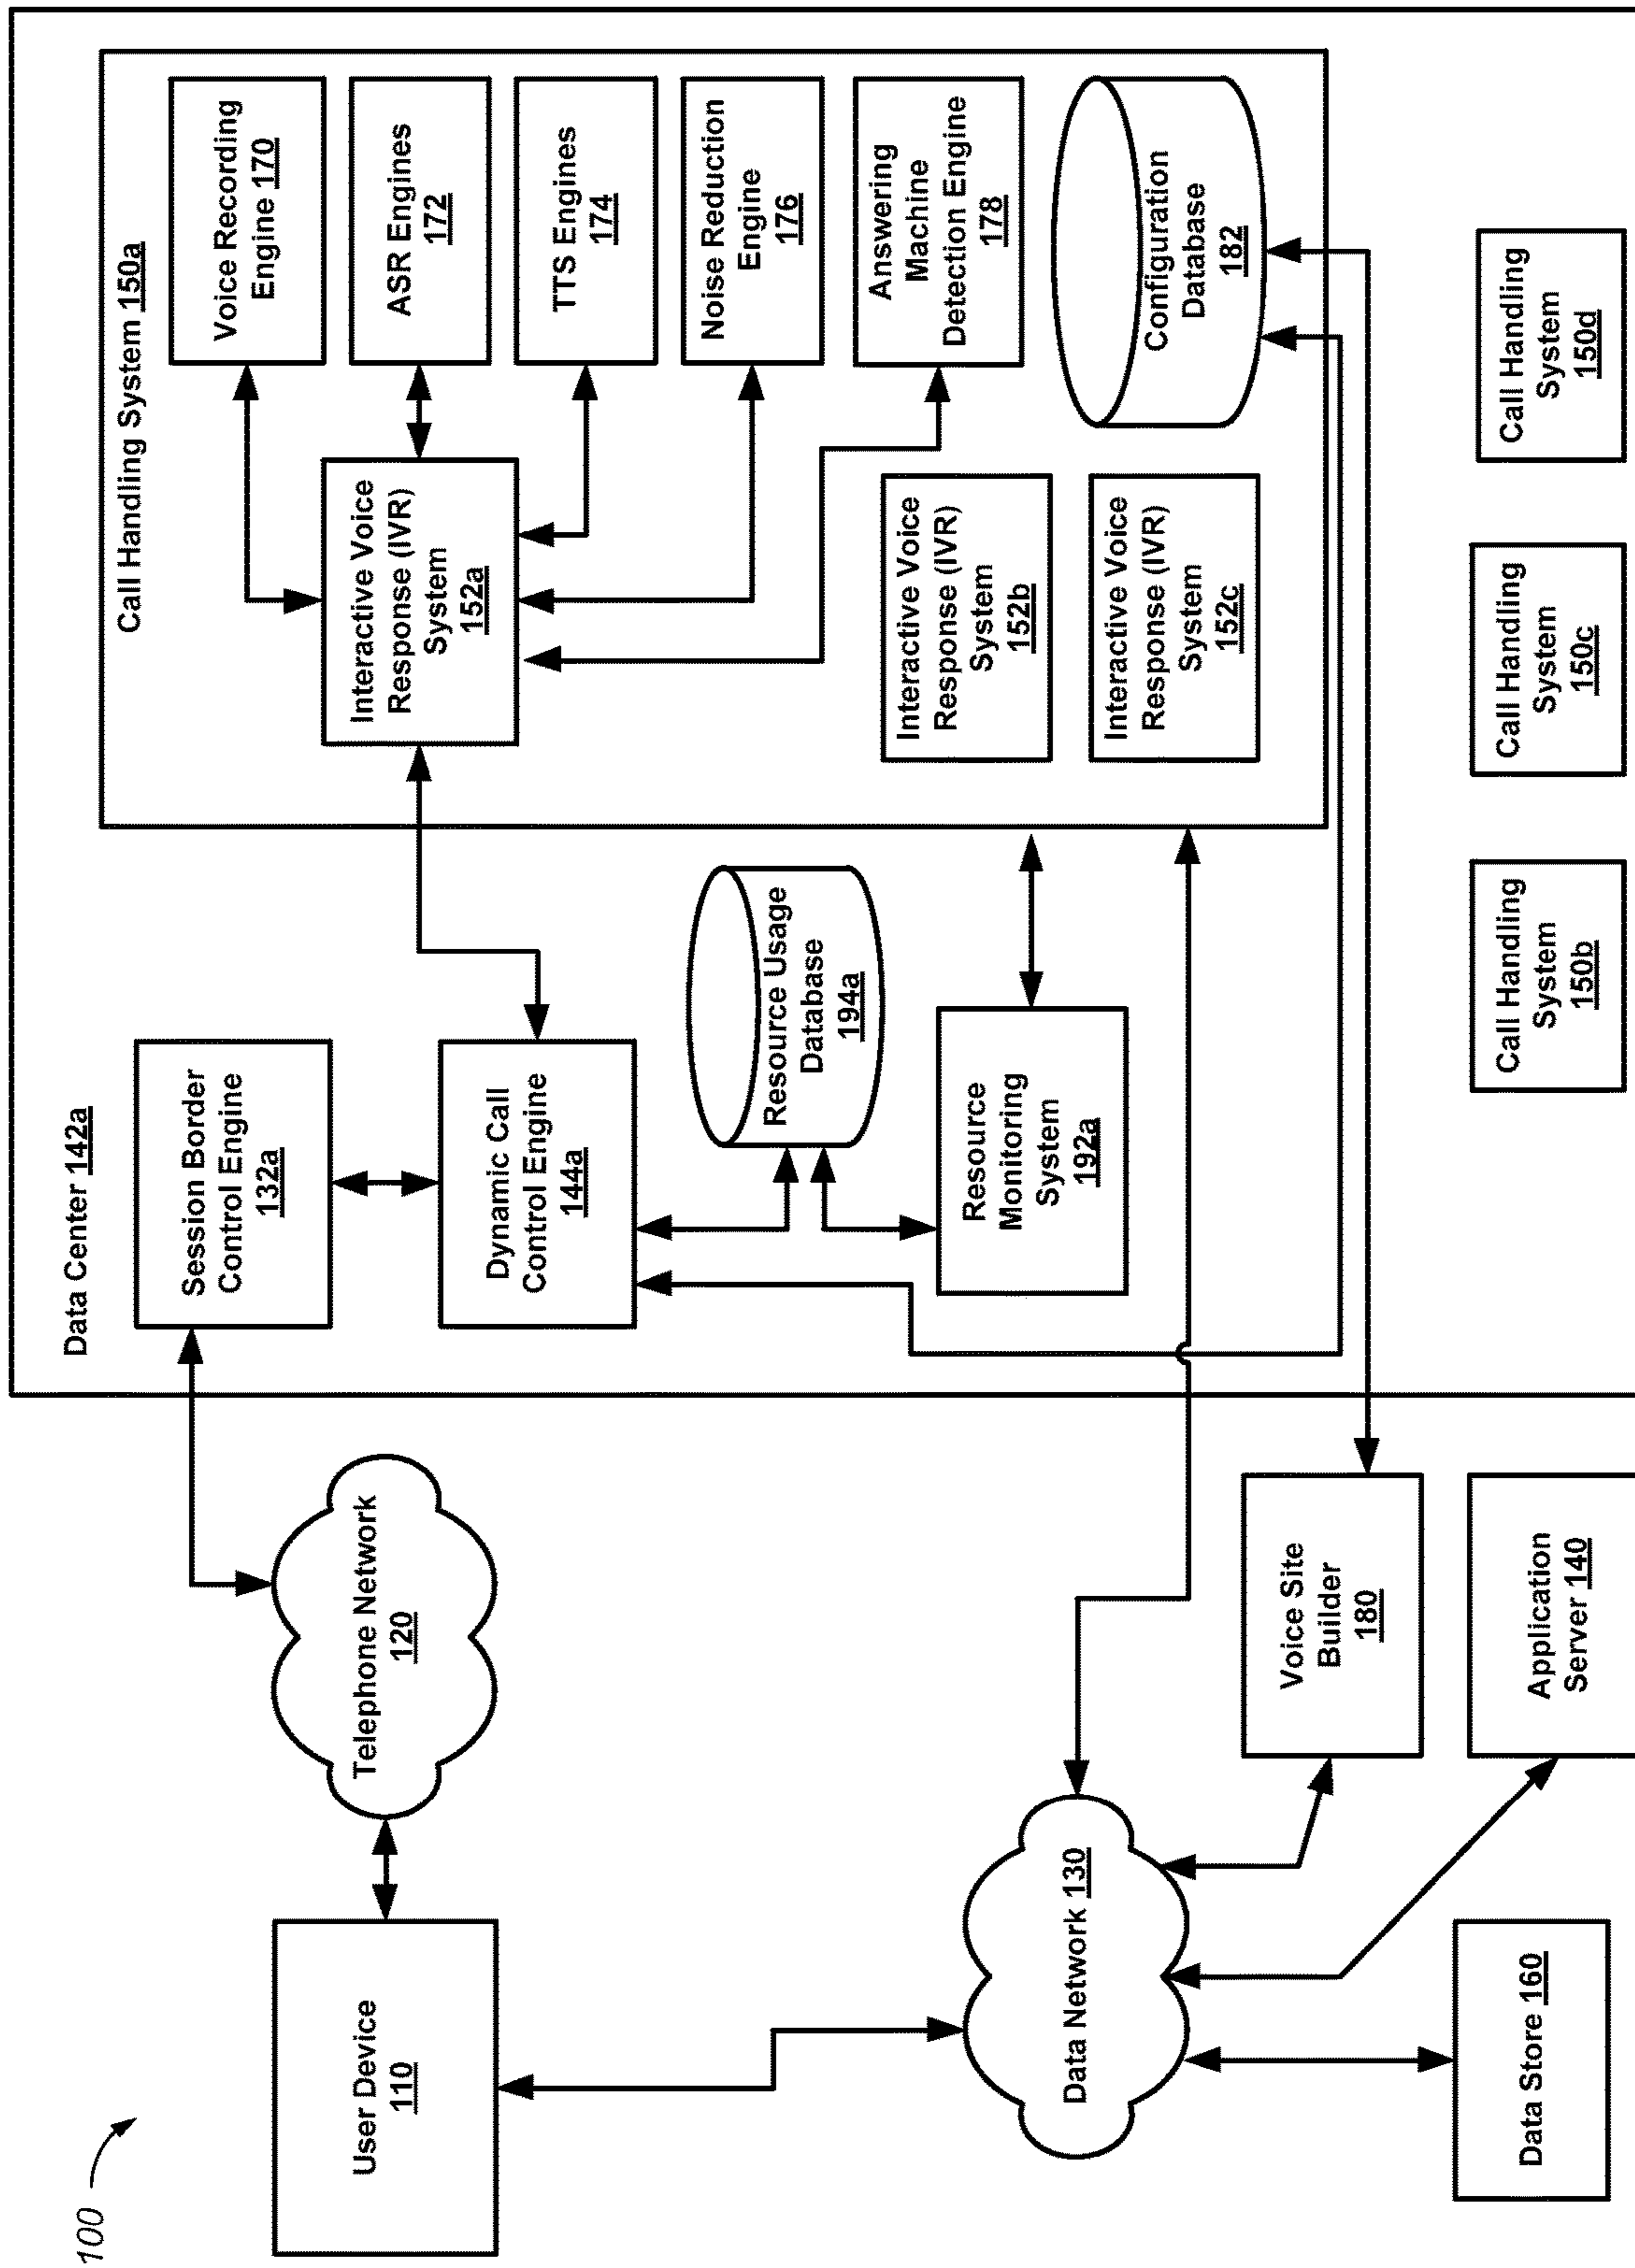 100
User Device
110
Telephone Network
120
Data Network 130
Data Store 160
Voice Site
Builder
180
Application
Server 140
Data Center 142a
Session Border
Control Engine
132a
Dynamic Call
Control Engine
144a
Resource Usage
Database
194a
Resource
Monitoring
System
192a
Call Handling System 150a
Interactive Voice
Response (IVR)
System
152a
Voice Recording
Engine 170
ASR Engines
172
TTS Engines
174
Noise Reduction
Engine
176
Answering
Machine
Detection Engine
178
Interactive Voice
Response (IVR)
System
152b
Interactive Voice
Response (IVR)
System
152c
Configuration
Database
182
Call Handling
System
150b
Call Handling
System
150c
Call Handling
System
150d